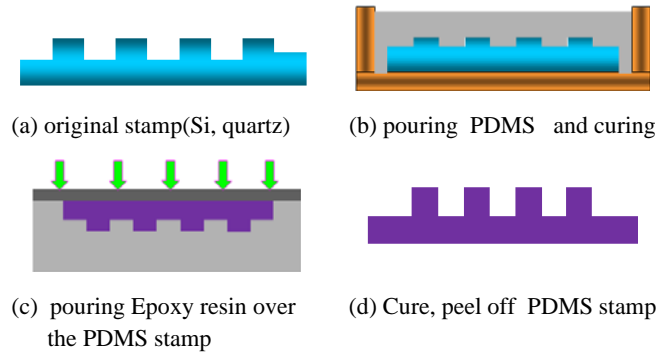 (a) original stamp(Si, quartz)
(b) pouring PDMS and curing
(c) pouring Epoxy resin over
the PDMS stamp
(d) Cure, peel off PDMS stamp